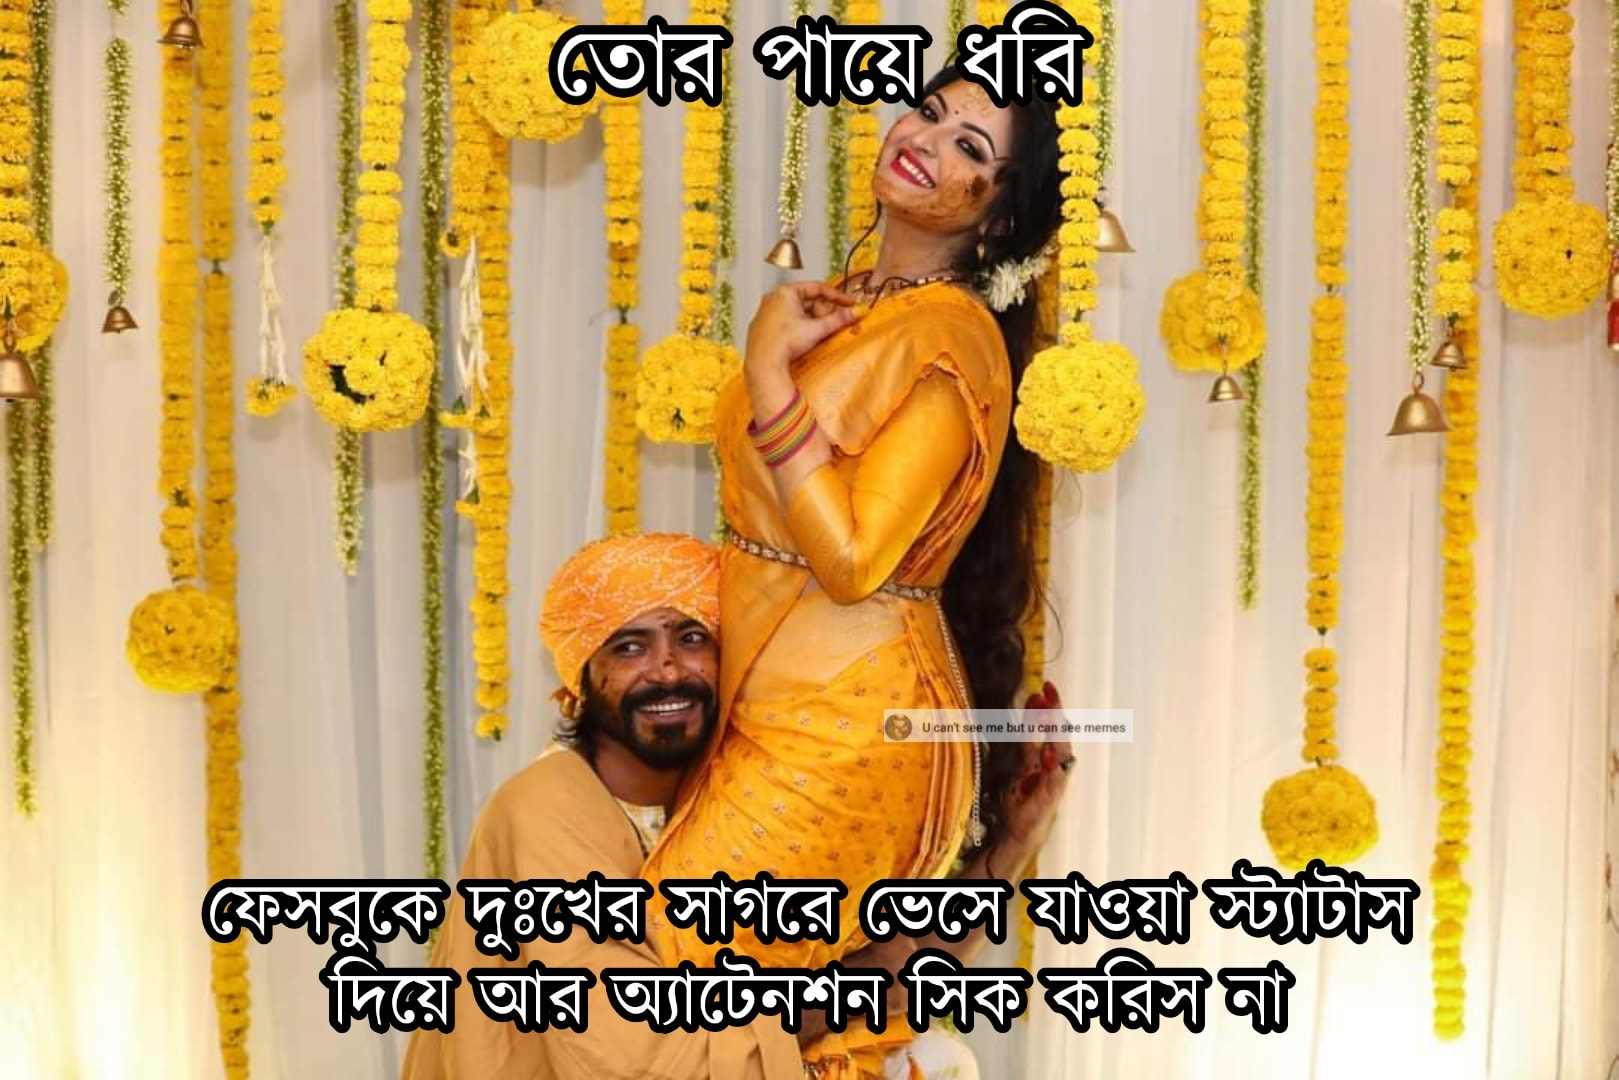 তোর পায়ে ধরি
U can't see me but u can see memes
ফেসবুকে দুঃখের সাগরে ভেসে যাওয়া স্ট্যাটাস
দিয়ে আর অ্যাটেনশন সিক করিস না